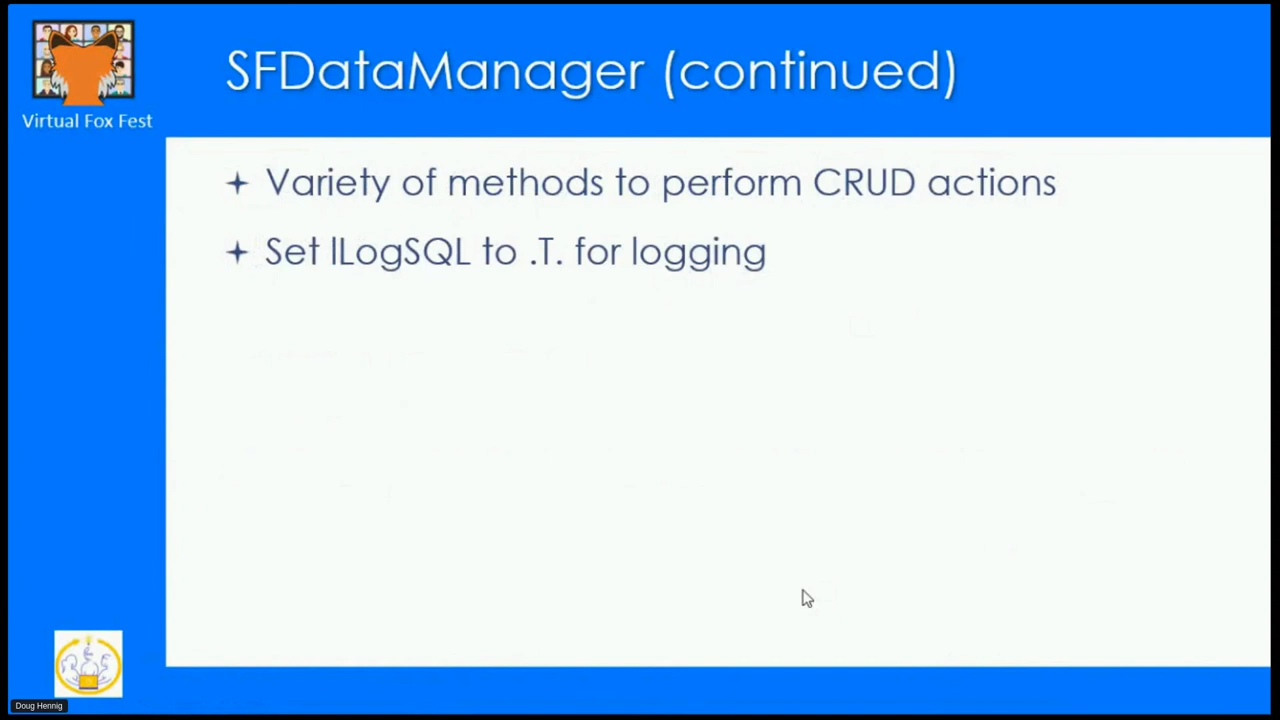 SFDataManager (continued)
Virtual Fox Fest
Variety of methods to perform CRUD actions
Set lLogSQL to .T. for logging
Doug Hennig